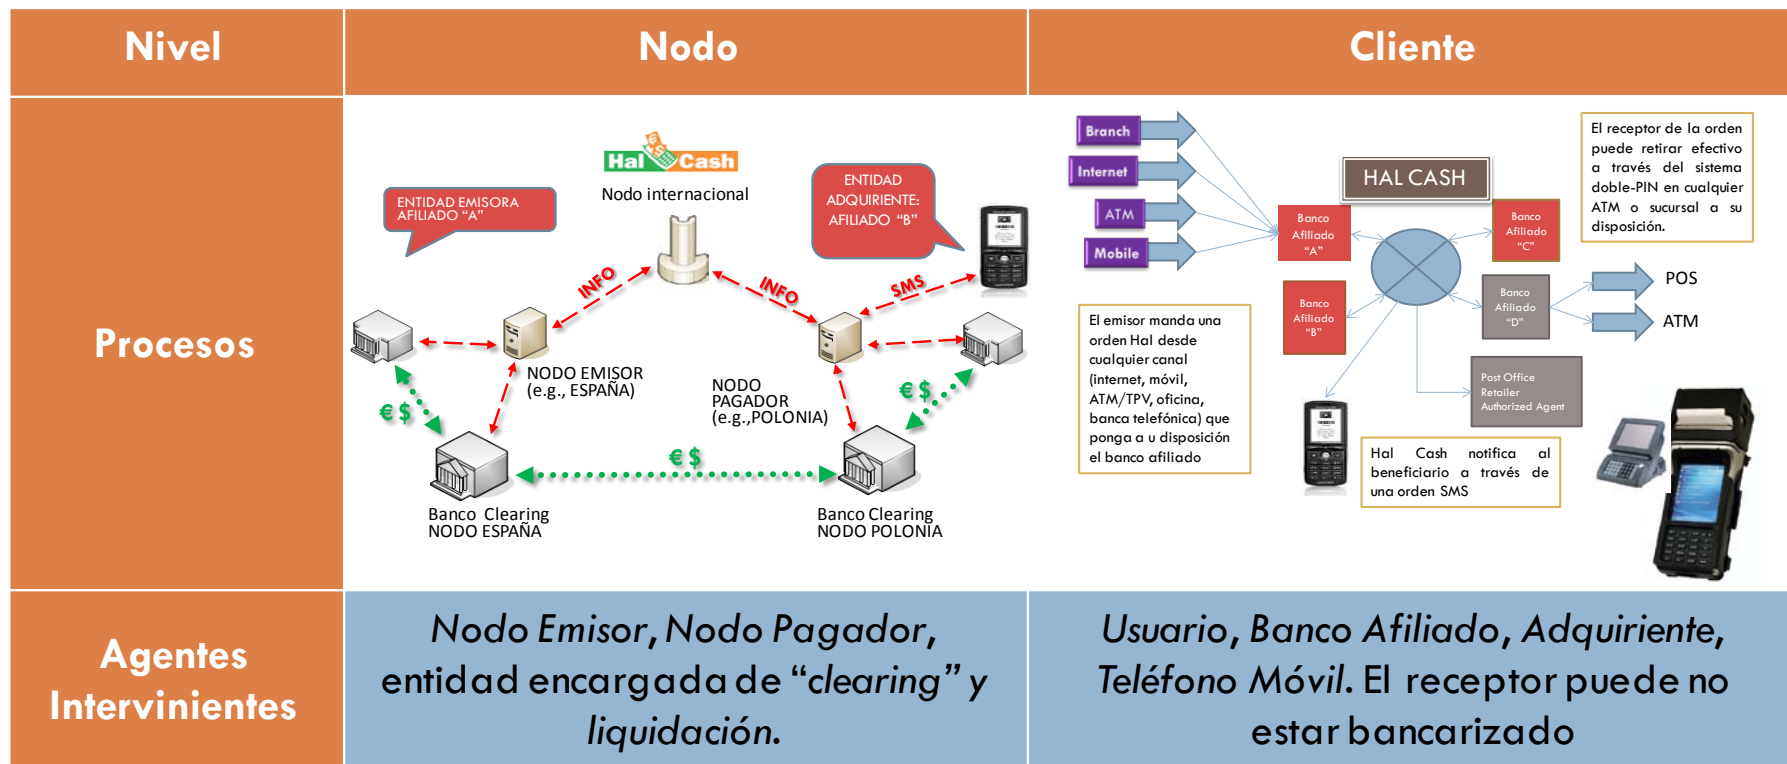 Nivel
Nodo
Cliente
Procesos
Hal Cash
Nodo internacional
ENTIDAD EMISORA
AFILIADO “A”
ENTIDAD
ADQUIRIENTE:
AFILIADO “B”
INFO
INFO
SMS
NODO EMISOR
(e.g., ESPAÑA)
NODO
PAGADOR
(e.g.,POLONIA)
€ $
€ $
€ $
Banco Clearing
NODO ESPAÑA
Banco Clearing
NODO POLONIA
Branch
Internet
ATM
Mobile
HAL CASH
El receptor de la orden
puede retirar efectivo
a través del sistema
doble-PIN en cualquier
ATM o sucursal a su
disposición.
Banco
Afiliado
“A”
Banco
Afiliado
“C”
Banco
Afiliado
“B”
Banco
Afiliado
“D”
POS
ATM
El emisor manda una
orden Hal desde
cualquier canal
(internet, móvil,
ATM/TPV, oficina,
banca telefónica) que
ponga a u disposición
el banco afiliado
Post Office
Retailer
Authorized Agent
Hal Cash notifica al
beneficiario a través de
una orden SMS
Agentes
Intervinientes
Nodo Emisor, Nodo Pagador,
entidad encargada de “clearing” y
liquidación.
Usuario, Banco Afiliado, Adquiriente,
Teléfono Móvil. El receptor puede no
estar bancarizado